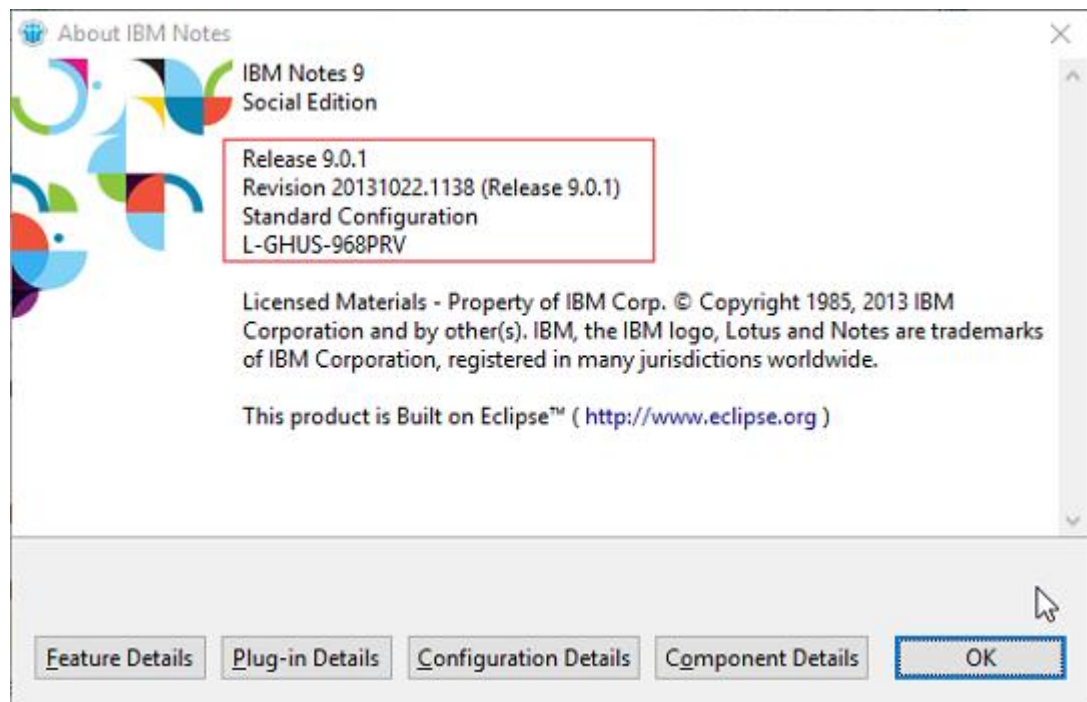 About IBM Notes
IBM Notes 9
Social Edition
Release 9.0.1
Revision 20131022.1138 (Release 9.0.1)
Standard Configuration
L-GHUS-968PRV
Licensed Materials - Property of IBM Corp. © Copyright 1985, 2013 IBM
Corporation and by other(s). IBM, the IBM logo, Lotus and Notes are trademarks
of IBM Corporation, registered in many jurisdictions worldwide.
This product is Built on Eclipse™ ( http://www.eclipse.org )
Feature Details Plug-in Details Configuration Details Component Details OK